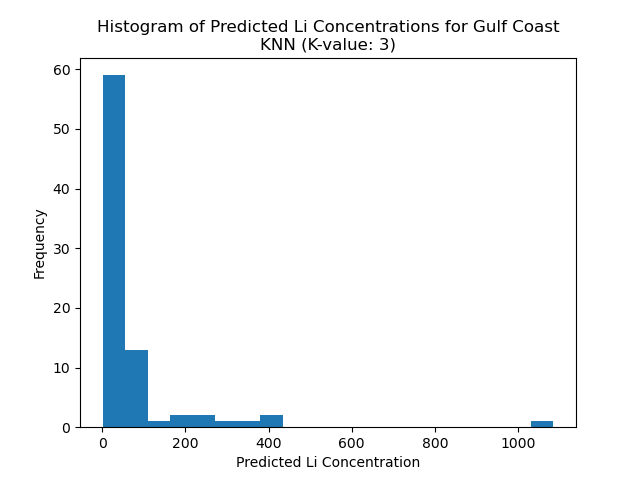 Histogram of Predicted Li Concentrations for Gulf Coast
KNN (K-value: 3)
60
50
40
30
20
10
0
Frequency
0 200 400 600 800 1000
Predicted Li Concentration